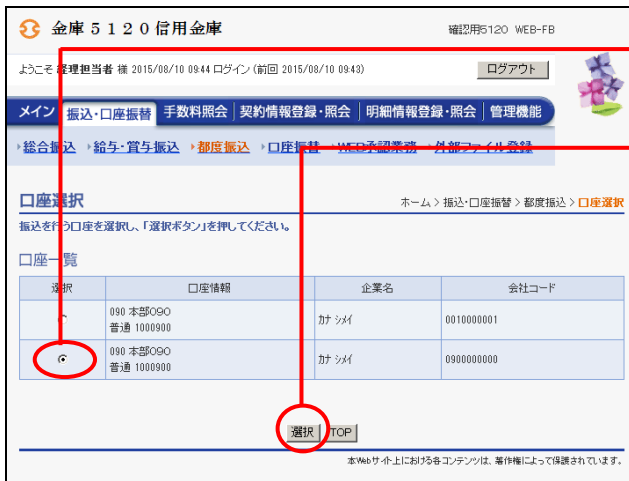 金庫5120信用金庫
確認用5120 WEB-FB
ようこそ 経理担当者 様 2015/08/10 09:44 ログイン (前回 2015/08/10 09:43)
ログアウト
メイン 振込・口座振替 手数料照会 契約情報登録・照会 明細情報登録・照会 管理機能
総合振込 給与・賞与振込 都度振込 口座振替 WEB承認業務 外部ファイル登録
口座選択
ホーム > 振込・口座振替 > 都度振込 > 口座選択
振込を行う口座を選択し、「選択ボタン」を押してください。
口座一覧
選択 口座情報 企業名 会社コード
090 本部090
普通 1000900
カナ シメイ
0010000001
090 本部090
普通 1000900
カナ シメイ
0900000000
選択 TOP
本Webサイト上における各コンテンツは、著作権によって保護されています。